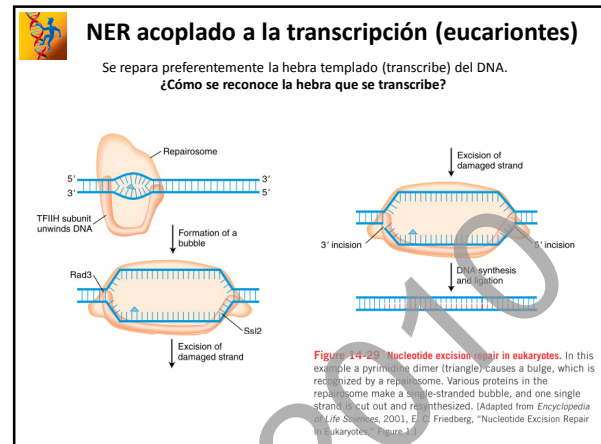 NER acoplado a la transcripción (eucariontes)
Se repara preferentemente la hebra templado (transcribe) del DNA.
¿Cómo se reconoce la hebra que se transcribe?
Repairosome
5′
3′
3′
5′
TFIIH subunit
unwinds DNA
Formation of a
bubble
Rad3
Ssl2
Excision of
damaged strand
Excision of
damaged strand
3′ incision
5′ incision
DNA synthesis
and ligation
Figure 14-29 Nucleotide excision repair in eukaryotes. In this
example a pyrimidine dimer (triangle) causes a bulge, which is
recognized by a repairosome. Various proteins in the
repairosome make a single-stranded bubble, and one single
strand is cut out and resynthesized. [Adapted from Encyclopedia
of Life Sciences, 2001, E. C. Friedberg, “Nucleotide Excision Repair
in Eukaryotes,” Figure 1.]
2010